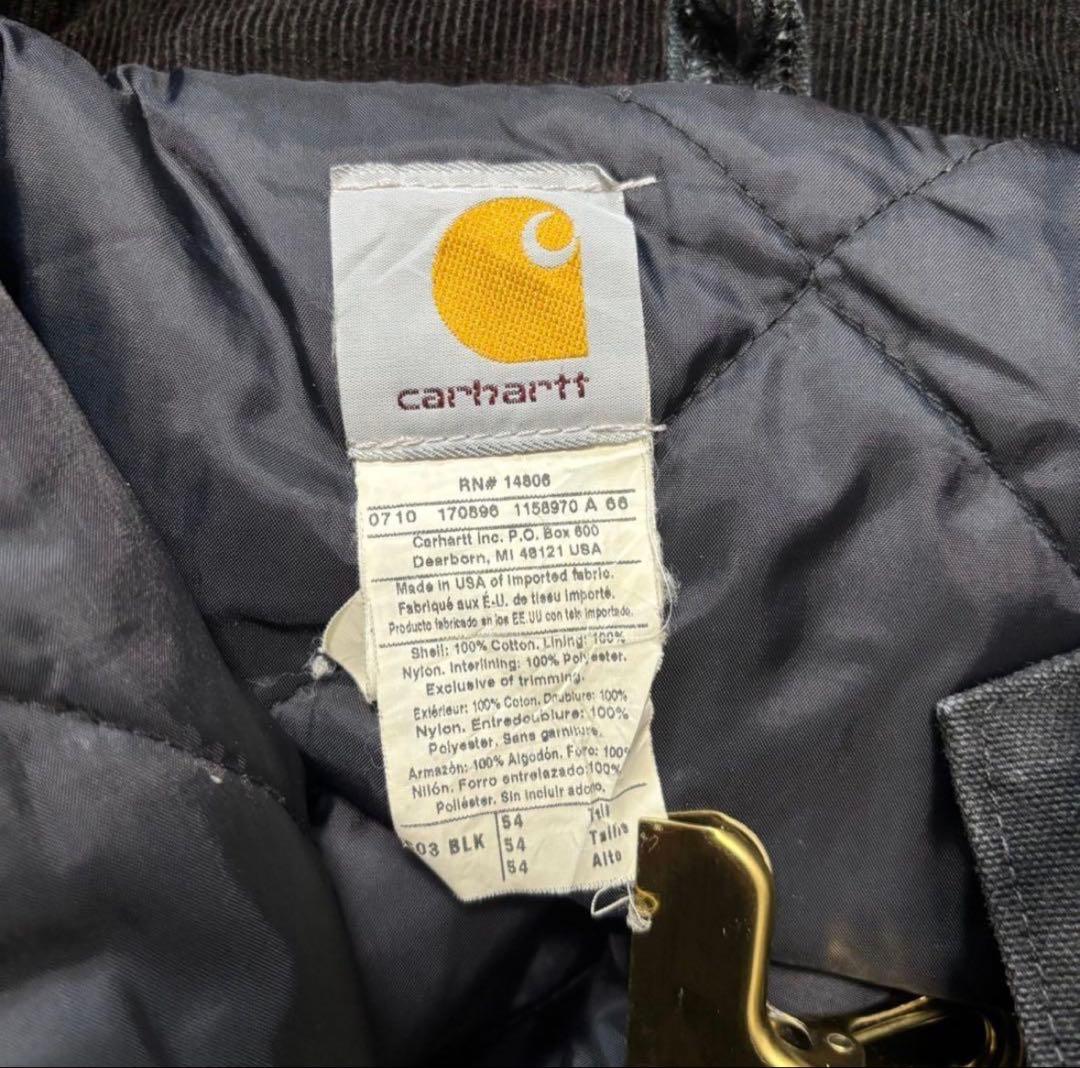 carhartt
RN# 14806
0710 170896 1158970 A 66
Carhartt Inc. P.O. Box 600
Dearborn, MI 48121 USA
Made in USA of imported fabric.
Fabriqué aux É-U. de tissu importé.
Producto fabricado en los EE.UU con tela importada.
Shell: 100% Cotton. Lining: 100%
Nylon. Interlining: 100% Polyester.
Exclusive of trimming.
Extérieur: 100% Coton. Doublure: 100%
Nylon. Entredoublure: 100%
Polyester. Sans garniture.
Armazón: 100% Algodón. Foro: 100%
Nilón. Forro entrelazado: 100%
Poliéster. Sin incluir adorno.
54 Tall
03 BLK 54 Taille
54 Alto